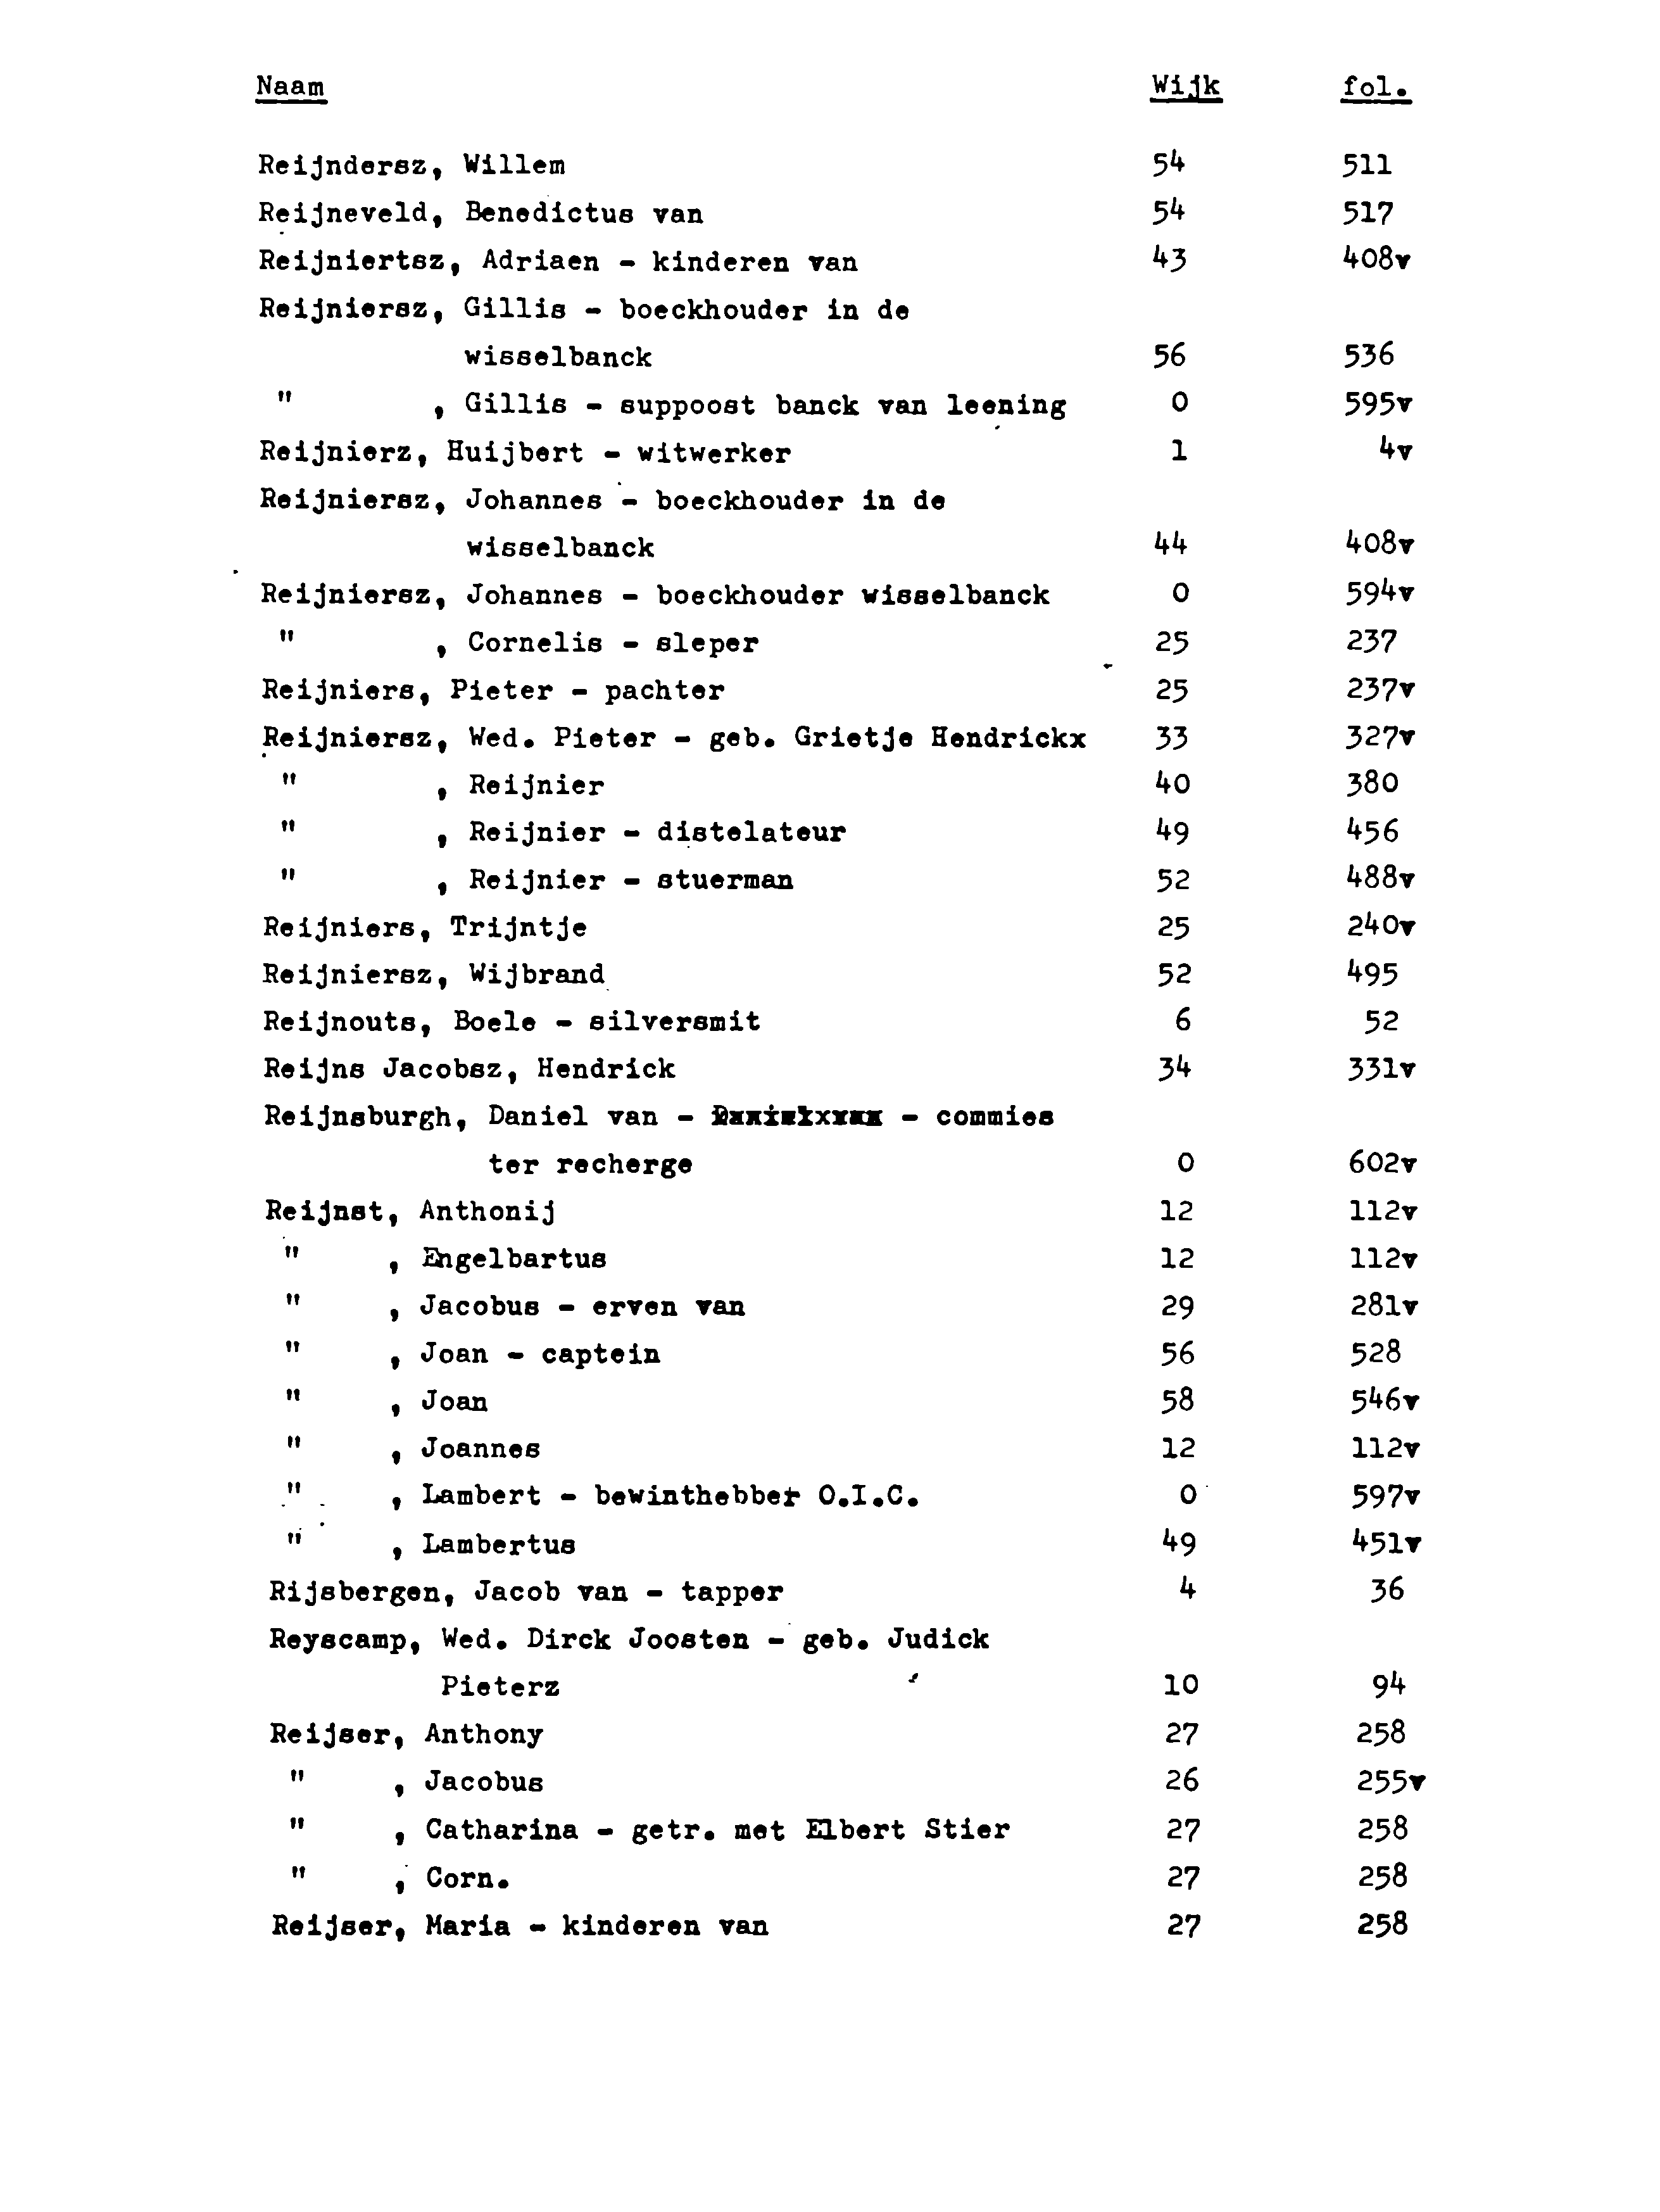 Naam Wijk fol.
Reijndersz, Willem 54 511
Reijneveld, Benedictus van 54 517
Reijniertsz, Adriaen - kinderen van 43 408v
Reijniersz, Gillis - boeckhouder in de
wisselbanck 56 536
" , Gillis - suppoost banck van leening 0 595v
Reijnierz, Huijbert - witwerker 1 4v
Reijniersz, Johannes - boeckhouder in de
wisselbanck 44 408v
Reijniersz, Johannes - boeckhouder wisselbanck 0 594v
" , Cornelis - sleper 25 237
Reijniers, Pieter - pachter 25 237v
Reijniersz, Wed. Pieter - geb. Grietje Hendrickx 33 327v
" , Reijnier 40 380
" , Reijnier - distelateur 49 456
" , Reijnier - stuerman 52 488v
Reijniers, Trijntje 25 240v
Reijniersz, Wijbrand 52 495
Reijnouts, Boele - silversmit 6 52
Reijns Jacobsz, Hendrick 34 331v
Reijnsburgh, Daniel van - - commies
ter recherge 0 602v
Reijnst, Anthonij 12 112v
" , Engelbartus 12 112v
" , Jacobus - erven van 29 281v
" , Joan - captein 56 528
" , Joan 58 546v
" , Joannes 12 112v
" , Lambert - bewinthebber O.I.C. 0 597v
" , Lambertus 49 451v
Rijsbergen, Jacob van - tapper 4 36
Reyscamp, Wed. Dirck Joosten - geb. Judick
Pieterz 10 94
Reijser, Anthony 27 258
" , Jacobus 26 255v
" , Catharina - getr. met Elbert Stier 27 258
" , Corn. 27 258
Reijser, Maria - kinderen van 27 258